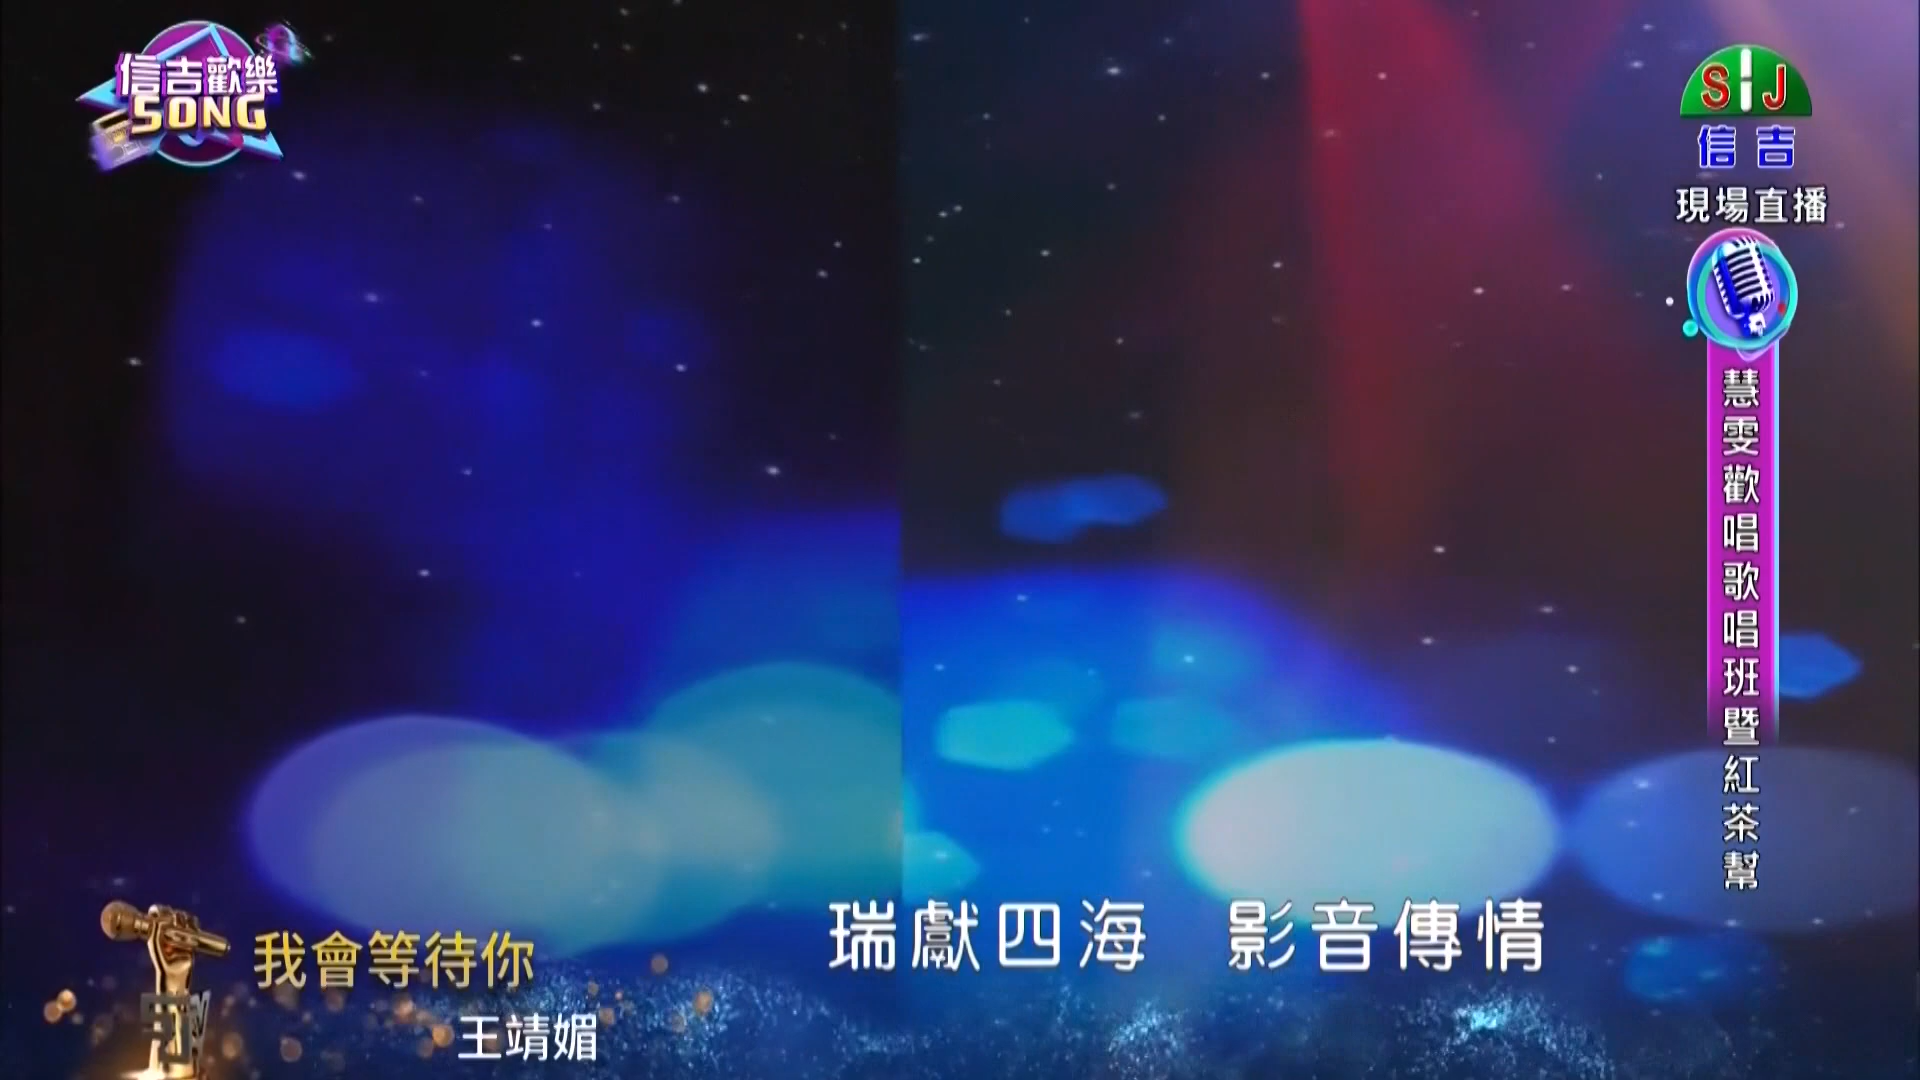 信吉歡樂
SONG
SiJ
信吉
現場直播
慧雯歡唱歌唱班暨紅茶幫
瑞獻四海 影音傳情
我會等待你
王靖媚